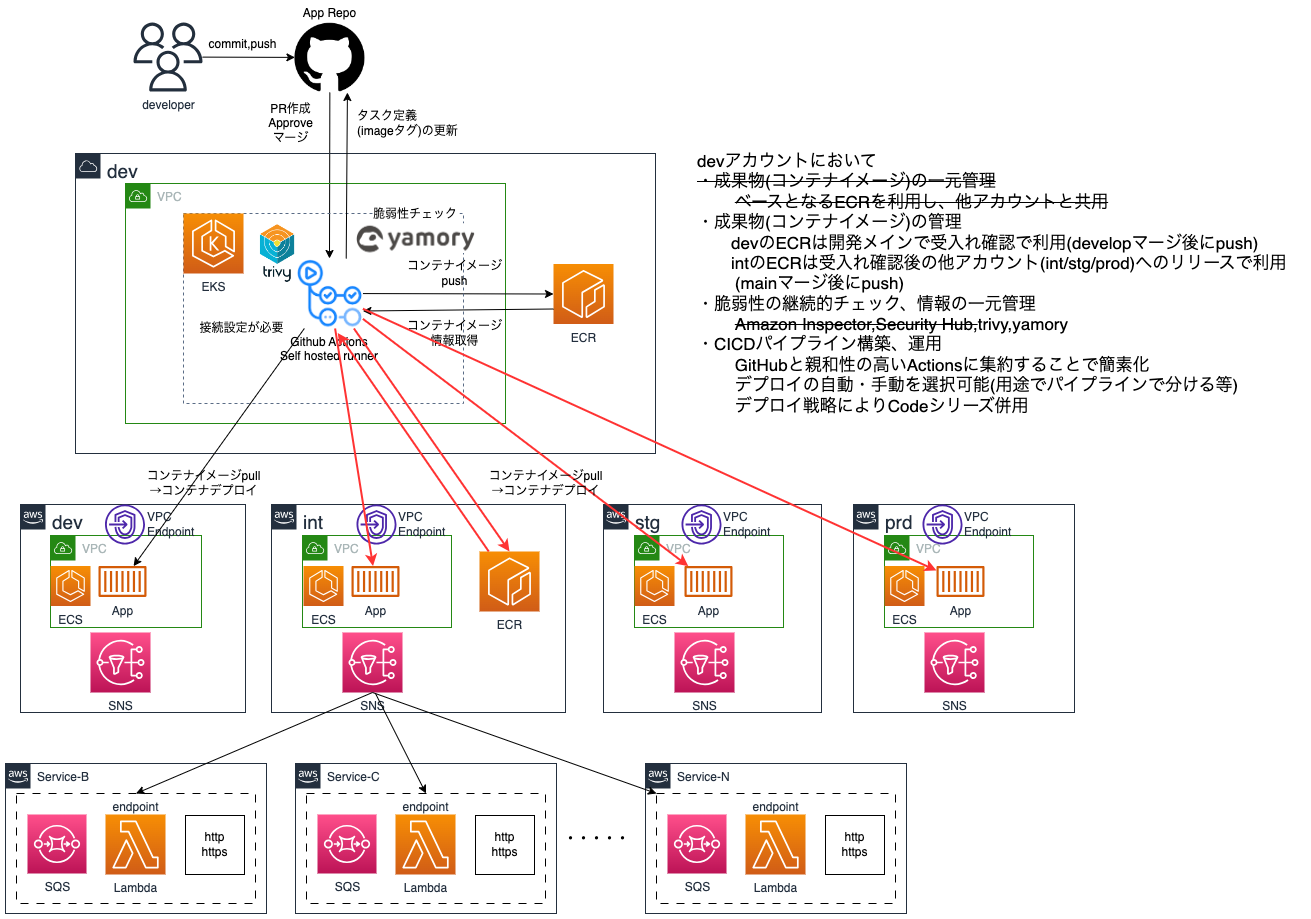 App Repo
commit,push
developer
PR作成
Approve
マージ
タスク定義
(imageタグ)の更新
dev
VPC
脆弱性チェック
yamory
trivy
EKS
コンテナイメージ
push
ECR
コンテナイメージ
情報取得
接続設定が必要
Github Actions
Self hosted runner
devアカウントにおいて
・成果物(コンテナイメージ)の一元管理
ベースとなるECRを利用し、他アカウントと共用
・成果物(コンテナイメージ)の管理
devのECRは開発メインで受入れ確認で利用(developマージ後にpush)
intのECRは受入れ確認後の他アカウント(int/stg/prod)へのリリースで利用
(mainマージ後にpush)
・脆弱性の継続的チェック、情報の一元管理
Amazon Inspector,Security Hub,trivy,yamory
・CICDパイプライン構築、運用
GitHubと親和性の高いActionsに集約することで簡素化
デプロイの自動・手動を選択可能(用途でパイプラインで分ける等)
デプロイ戦略によりCodeシリーズ併用
コンテナイメージpull
→コンテナデプロイ
コンテナイメージpull
→コンテナデプロイ
aws
dev
VPC
Endpoint
VPC
App
ECS
SNS
aws
int
VPC
Endpoint
VPC
App
ECS
ECR
SNS
aws
stg
VPC
Endpoint
VPC
App
ECS
SNS
aws
prd
VPC
Endpoint
VPC
App
ECS
SNS
aws
Service-B
endpoint
http
https
SQS
Lambda
aws
Service-C
endpoint
http
https
SQS
Lambda
・・・・・
aws
Service-N
endpoint
http
https
SQS
Lambda